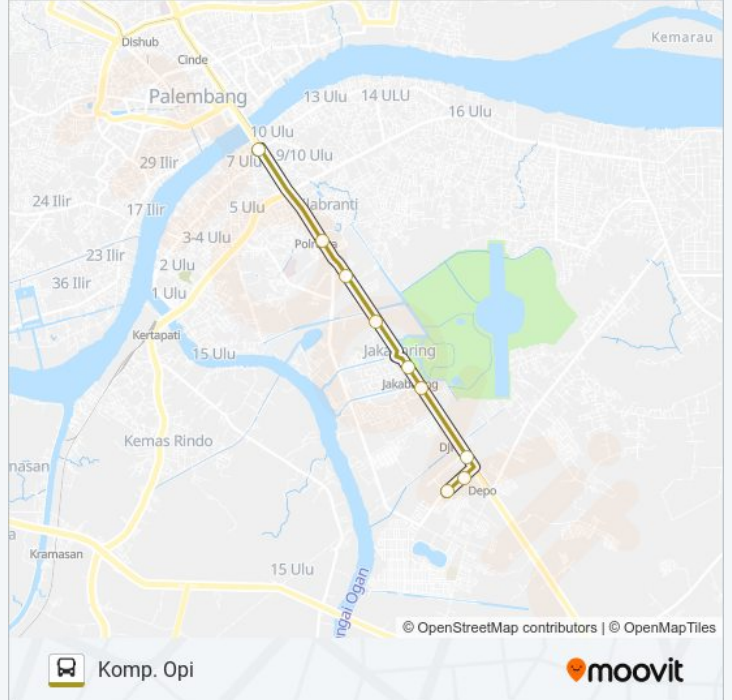 Dishub
Kemarau
Cinde
Palembang
13 Ulu
14 ULU
16 Ulu
10 Ulu
9/10 Ulu
7 Ulu
29 Ilir
24 Ilir
17 Ilir
5 Ulu
3-4 Ulu
23 Ilir
2 Ulu
36 Ilir
1 Ulu
Kertapati
15 Ulu
Kemas Rindo
Depo
Kramasan
15 Ulu
ngai Ogan
© OpenStreetMap contributors | © OpenMapTiles
Komp. Opi
moovit